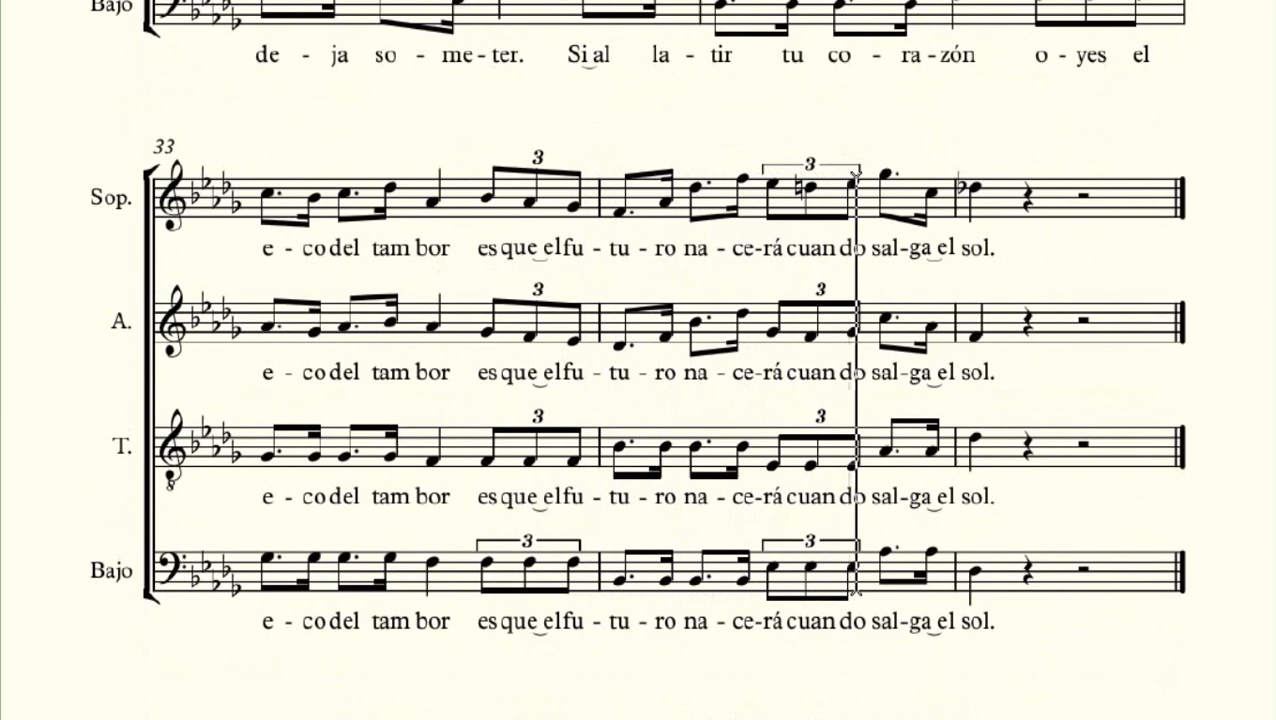 Bajo
de - ja so - me - ter. Si al la - tir tu co - ra - zón o - yes el
33
3 3
Sop.
e - co del tam bor es que el fu - tu - ro na - ce - rá cuan do sal - ga el sol.
3 3
A.
e - co del tam bor es que el fu - tu - ro na - ce - rá cuan do sal - ga el sol.
3 3
T.
8
e - co del tam bor es que el fu - tu - ro na - ce - rá cuan do sal - ga el sol.
3 3
Bajo
e - co del tam bor es que el fu - tu - ro na - ce - rá cuan do sal - ga el sol.